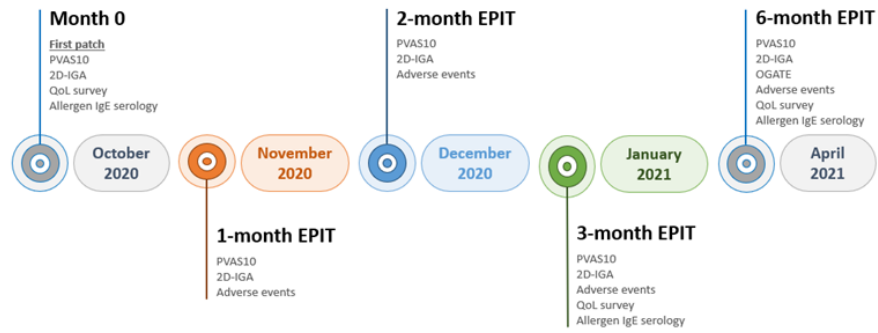 Month 0
First patch
PVAS10
2D-IGA
QoL survey
Allergen IgE serology
2-month EPIT
PVAS10
2D-IGA
Adverse events
6-month EPIT
PVAS10
2D-IGA
OGATE
Adverse events
QoL survey
Allergen IgE serology
October
2020
November
2020
December
2020
January
2021
April
2021
1-month EPIT
PVAS10
2D-IGA
Adverse events
3-month EPIT
PVAS10
2D-IGA
Adverse events
QoL survey
Allergen IgE serology